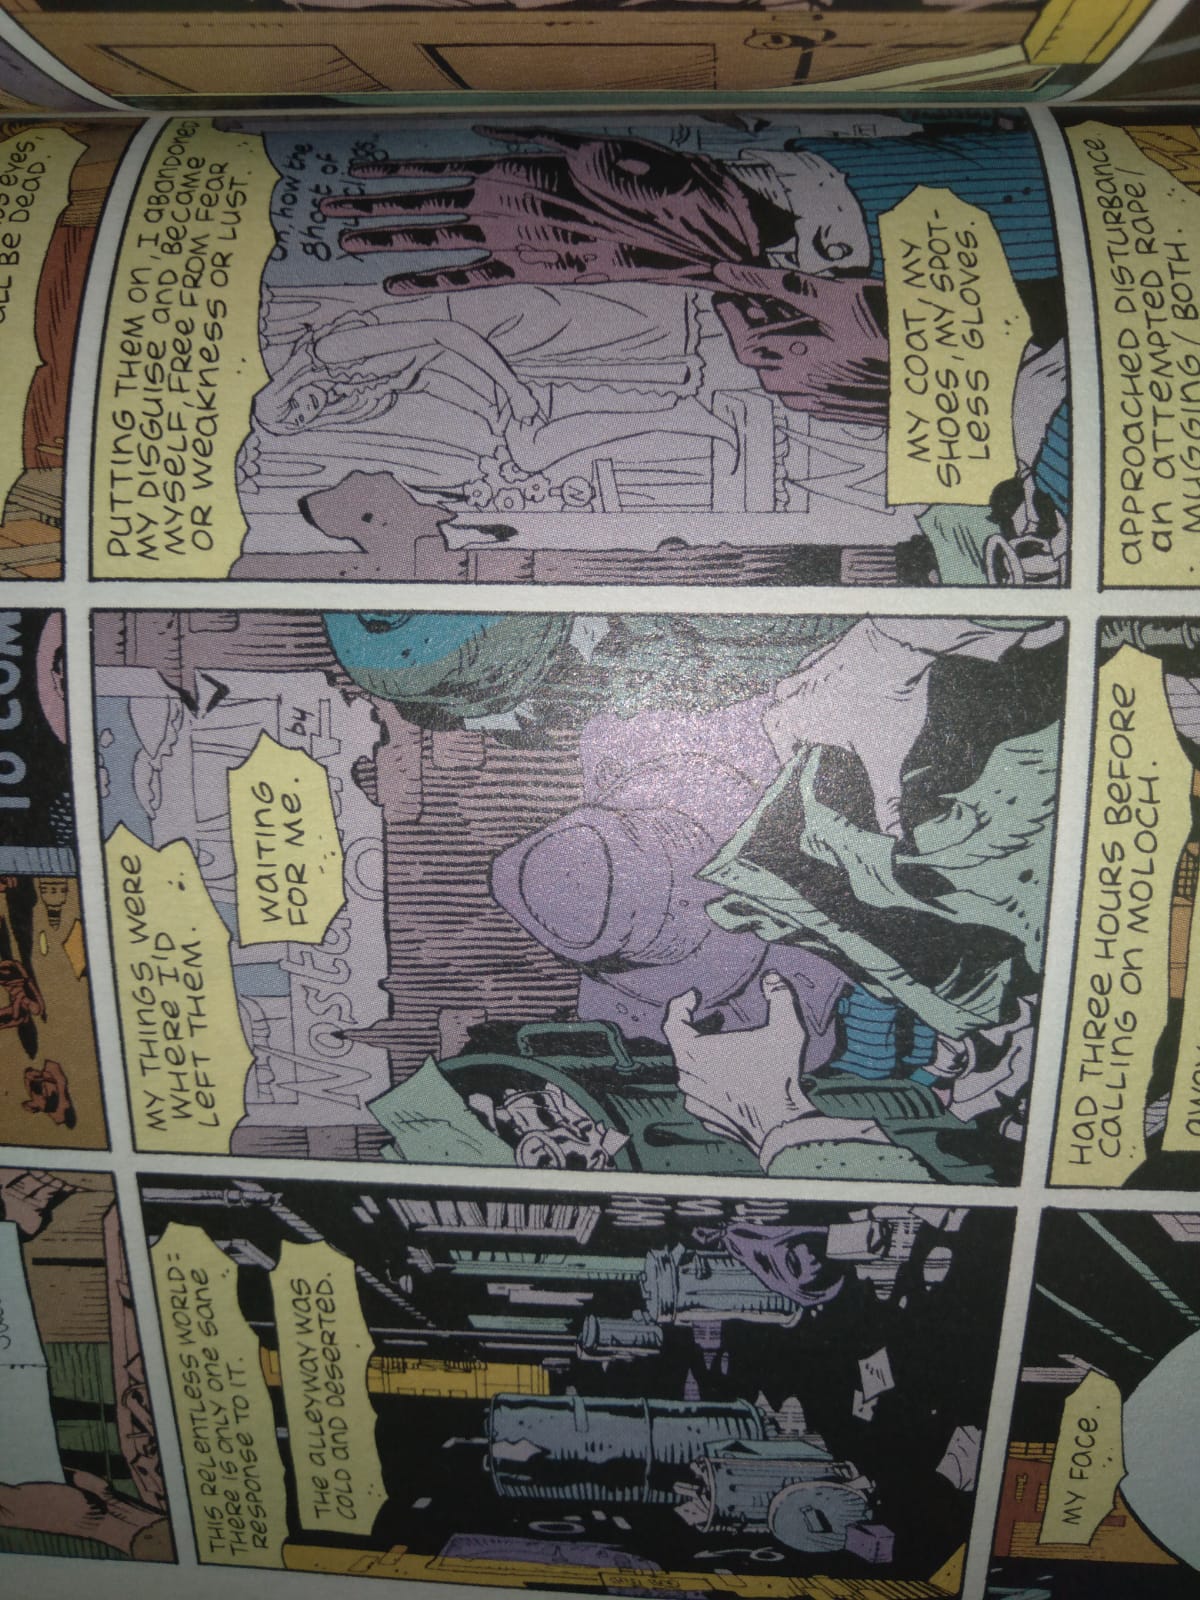 TO COM
EYES,
ALL BE DEAD.
THIS RELENTLESS WORLD:
THERE IS ONLY ONE SANE
RESPONSE TO IT.
THE ALLEYWAY WAS
COLD AND DESERTED.
MY THINGS WERE
WHERE I'D
LEFT THEM.
WAITING
FOR ME.
by
PUTTING THEM ON, I ABANDONED
MY DISGUISE AND BECAME
MYSELF, FREE FROM FEAR
OR WEAKNESS OR LUST.
Oh, how the
ghost of
you clings...
MY COAT, MY
SHOES, MY SPOT-
LESS GLOVES.
MY FACE.
HAD THREE HOURS BEFORE
CALLING ON MOLOCH.
APPROACHED DISTURBANCE.
AN ATTEMPTED RAPE/
MUGGING/BOTH.